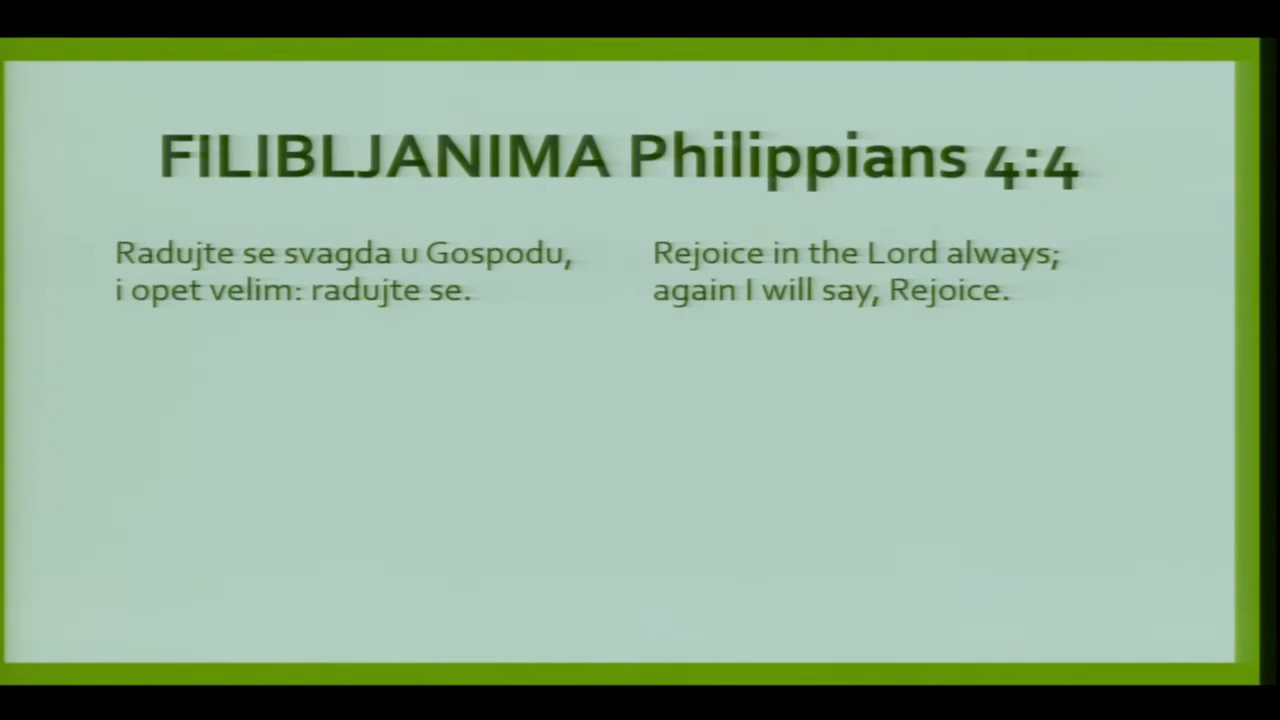 FILIBLJANIMA Philippians 4:4
Radujte se svagda u Gospodu,
i opet velim: radujte se.
Rejoice in the Lord always;
again I will say, Rejoice.